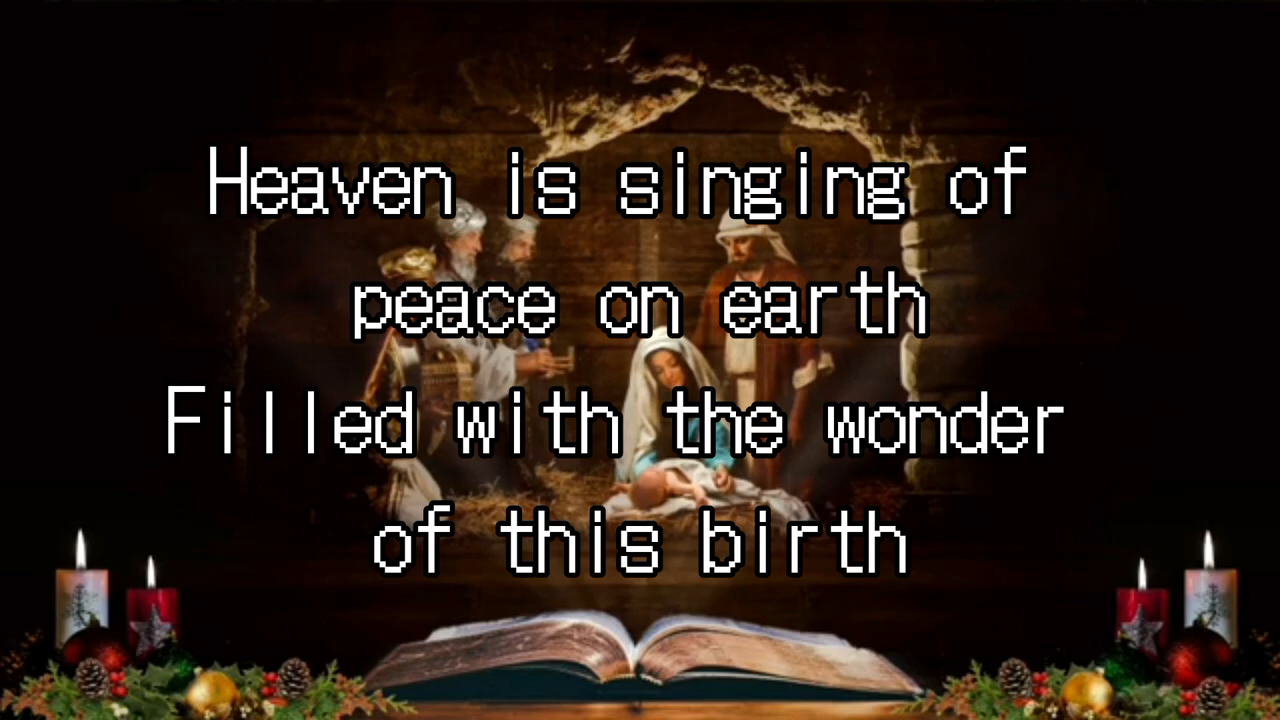 Heaven is singing of
peace on earth
Filled with the wonder
of this birth